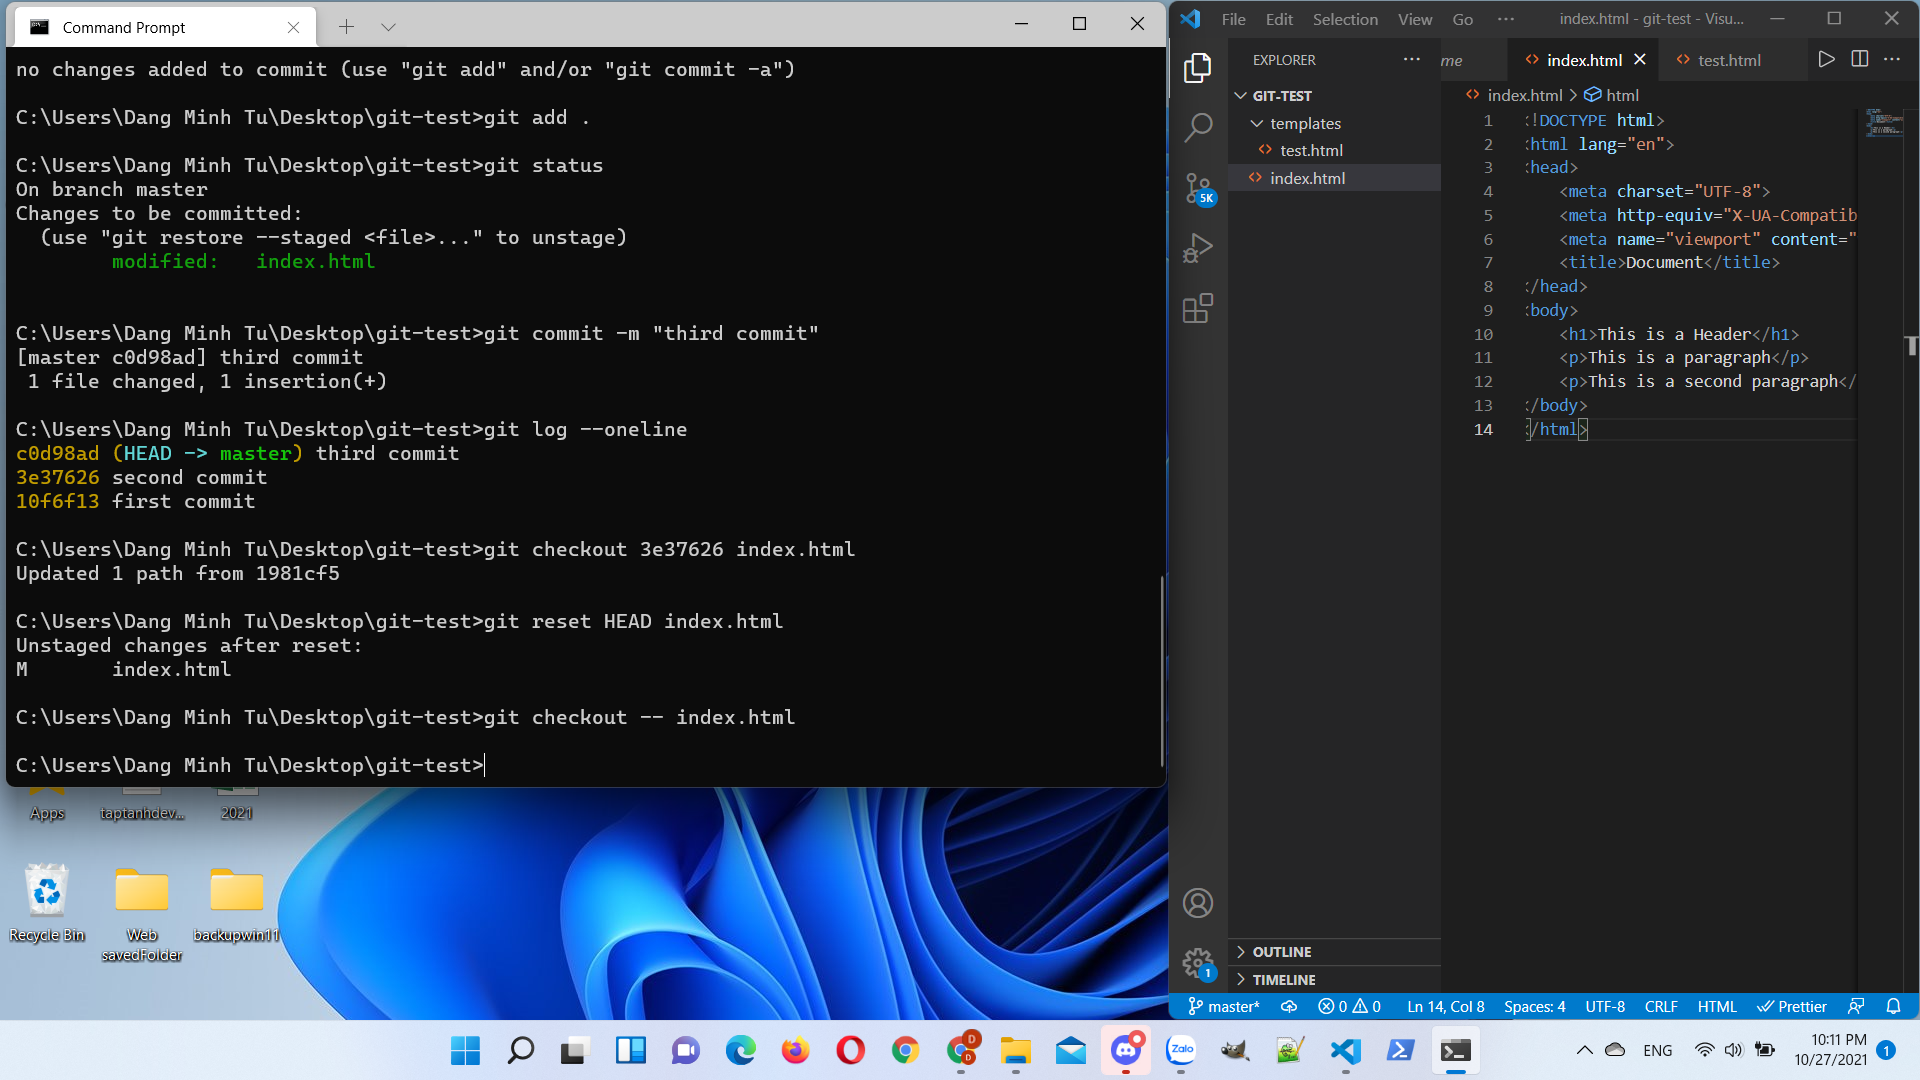 Command Prompt
no changes added to commit (use "git add" and/or "git commit -a")
C:\Users\Dang Minh Tu\Desktop\git-test>git add .
C:\Users\Dang Minh Tu\Desktop\git-test>git status
On branch master
Changes to be committed:
  (use "git restore --staged <file>..." to unstage)
        modified:   index.html
C:\Users\Dang Minh Tu\Desktop\git-test>git commit -m "third commit"
[master c0d98ad] third commit
 1 file changed, 1 insertion(+)
C:\Users\Dang Minh Tu\Desktop\git-test>git log --oneline
c0d98ad (HEAD -> master) third commit
3e37626 second commit
10f6f13 first commit
C:\Users\Dang Minh Tu\Desktop\git-test>git checkout 3e37626 index.html
Updated 1 path from 1981cf5
C:\Users\Dang Minh Tu\Desktop\git-test>git reset HEAD index.html
Unstaged changes after reset:
M       index.html
C:\Users\Dang Minh Tu\Desktop\git-test>git checkout -- index.html
C:\Users\Dang Minh Tu\Desktop\git-test>
Apps
taptanhdev...
2021
Recycle Bin
Web savedFolder
backupwin11
File Edit Selection View Go ··· index.html - git-test - Visu...
EXPLORER ···
me index.html test.html
GIT-TEST
templates
test.html
index.html
5K
index.html > html
1 <!DOCTYPE html>
2 <html lang="en">
3 <head>
4     <meta charset="UTF-8">
5     <meta http-equiv="X-UA-Compatib
6     <meta name="viewport" content="
7     <title>Document</title>
8 </head>
9 <body>
10     <h1>This is a Header</h1>
11     <p>This is a paragraph</p>
12     <p>This is a second paragraph</
13 </body>
14 </html>
OUTLINE
TIMELINE
1
master* 0 0 Ln 14, Col 8 Spaces: 4 UTF-8 CRLF HTML Prettier
D
D
Zalo
ENG
10:11 PM
10/27/2021
1